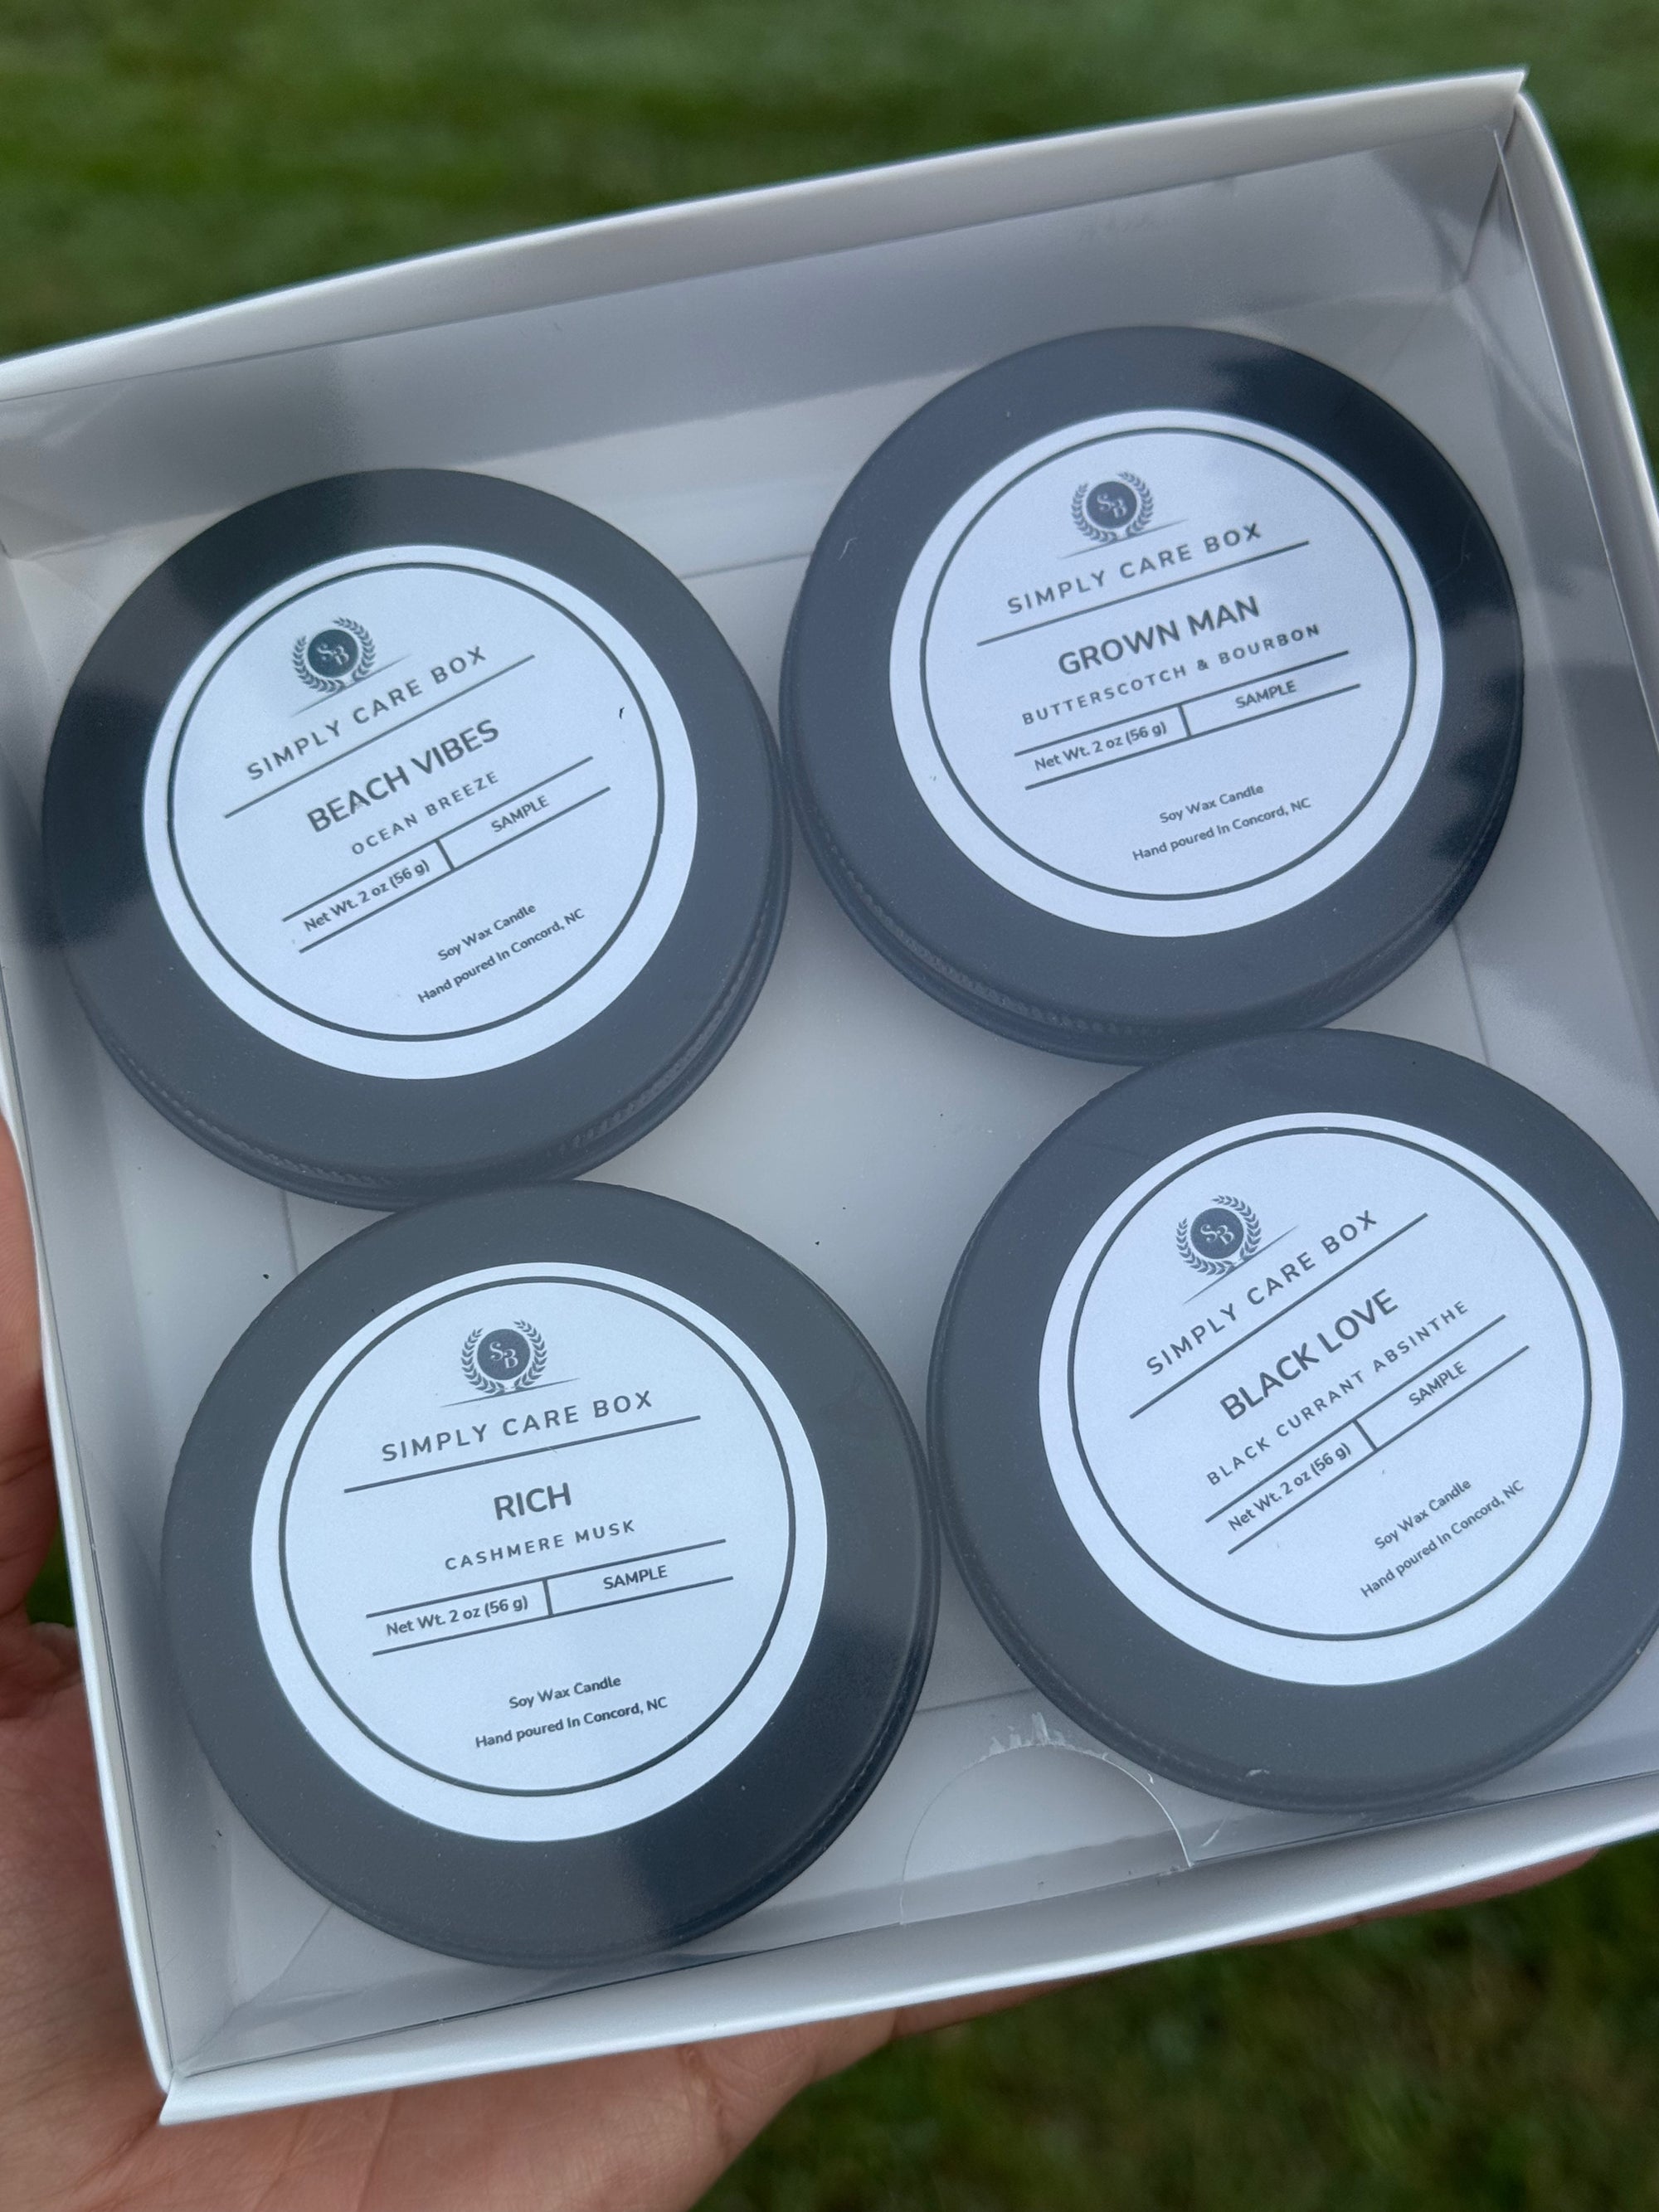 SB
SIMPLY CARE BOX
BEACH VIBES
OCEAN BREEZE
Net Wt. 2 oz (56 g)
SAMPLE
Soy Wax Candle
Hand poured In Concord, NC
SB
SIMPLY CARE BOX
GROWN MAN
BUTTERSCOTCH & BOURBON
Net Wt. 2 oz (56 g)
SAMPLE
Soy Wax Candle
Hand poured In Concord, NC
SB
SIMPLY CARE BOX
RICH
CASHMERE MUSK
Net Wt. 2 oz (56 g)
SAMPLE
Soy Wax Candle
Hand poured In Concord, NC
SB
SIMPLY CARE BOX
BLACK LOVE
BLACK CURRANT ABSINTHE
Net Wt. 2 oz (56 g)
SAMPLE
Soy Wax Candle
Hand poured In Concord, NC